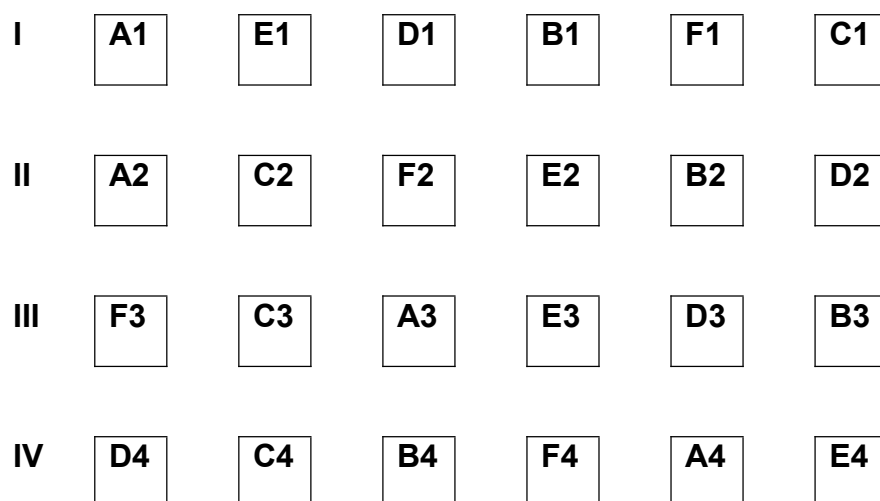 I A1 E1 D1 B1 F1 C1
II A2 C2 F2 E2 B2 D2
III F3 C3 A3 E3 D3 B3
IV D4 C4 B4 F4 A4 E4